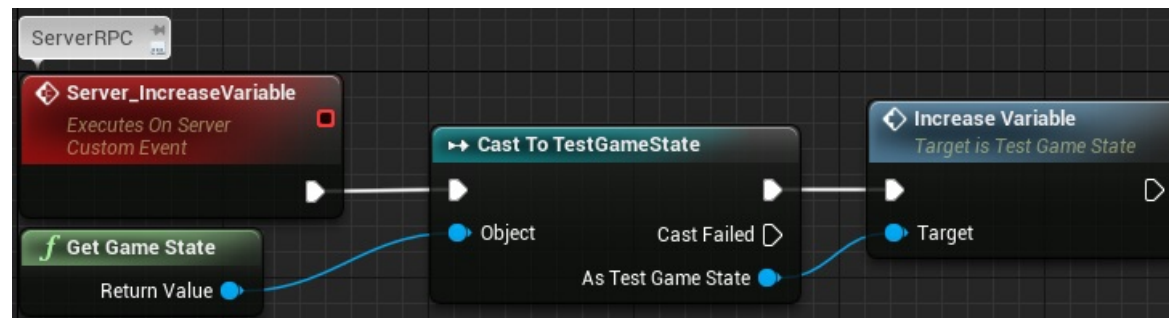 ServerRPC
Server_IncreaseVariable
Executes On Server
Custom Event
Get Game State
Return Value
Cast To TestGameState
Object
Cast Failed
As Test Game State
Increase Variable
Target is Test Game State
Target